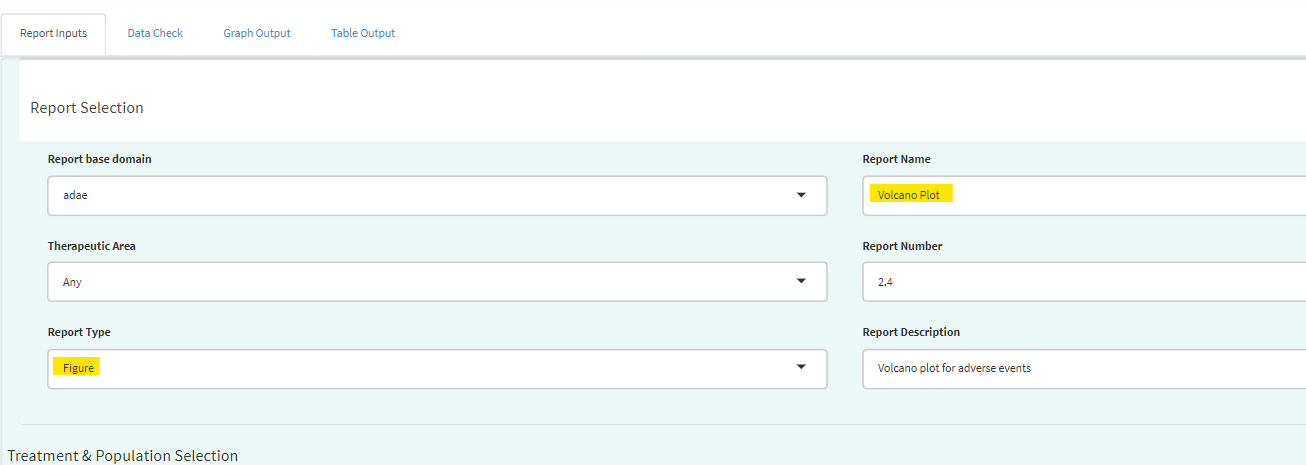 Report Inputs Data Check Graph Output Table Output
Report Selection
Report base domain
adae
Report Name
Volcano Plot
Therapeutic Area
Any
Report Number
2.4
Report Type
Figure
Report Description
Volcano plot for adverse events
Treatment & Population Selection